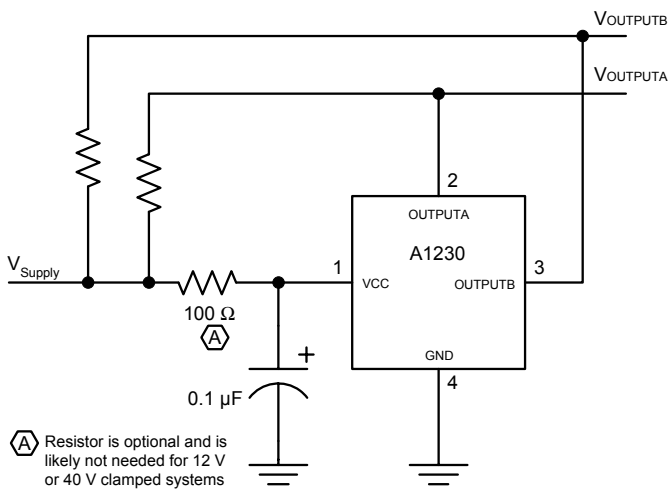 VOUTPUTB
VOUTPUTA
2
OUTPUTA
A1230
VSupply
1
3
VCC
OUTPUTB
100 Ω
A
+
GND
0.1 µF
4
A Resistor is optional and is
likely not needed for 12 V
or 40 V clamped systems